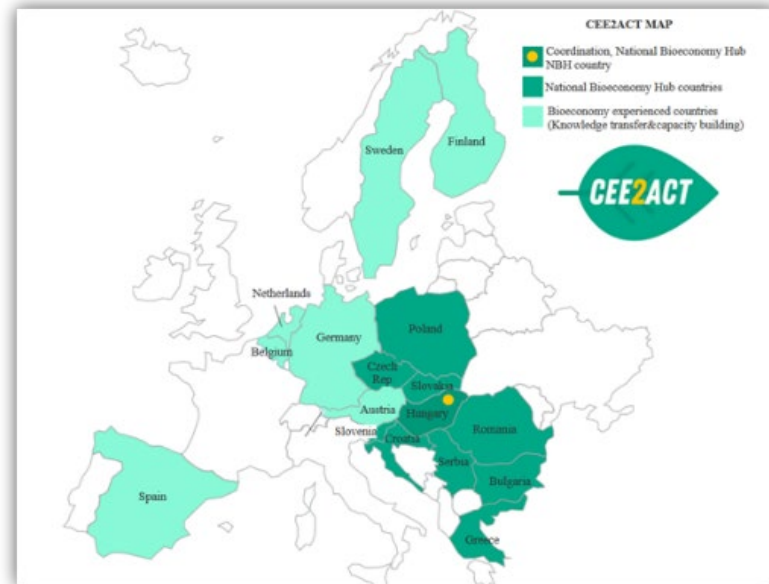 CEE2ACT MAP
Coordination, National Bioeconomy Hub
NBH country
National Bioeconomy Hub countries
Bioeconomy experienced countries
(Knowledge transfer&capacity building)
CEE2ACT
Sweden
Finland
Netherlands
Belgium
Germany
Poland
Czech
Rep
Slovakia
Austria
Hungary
Slovenia
Croatia
Romania
Serbia
Bulgaria
Spain
Greece